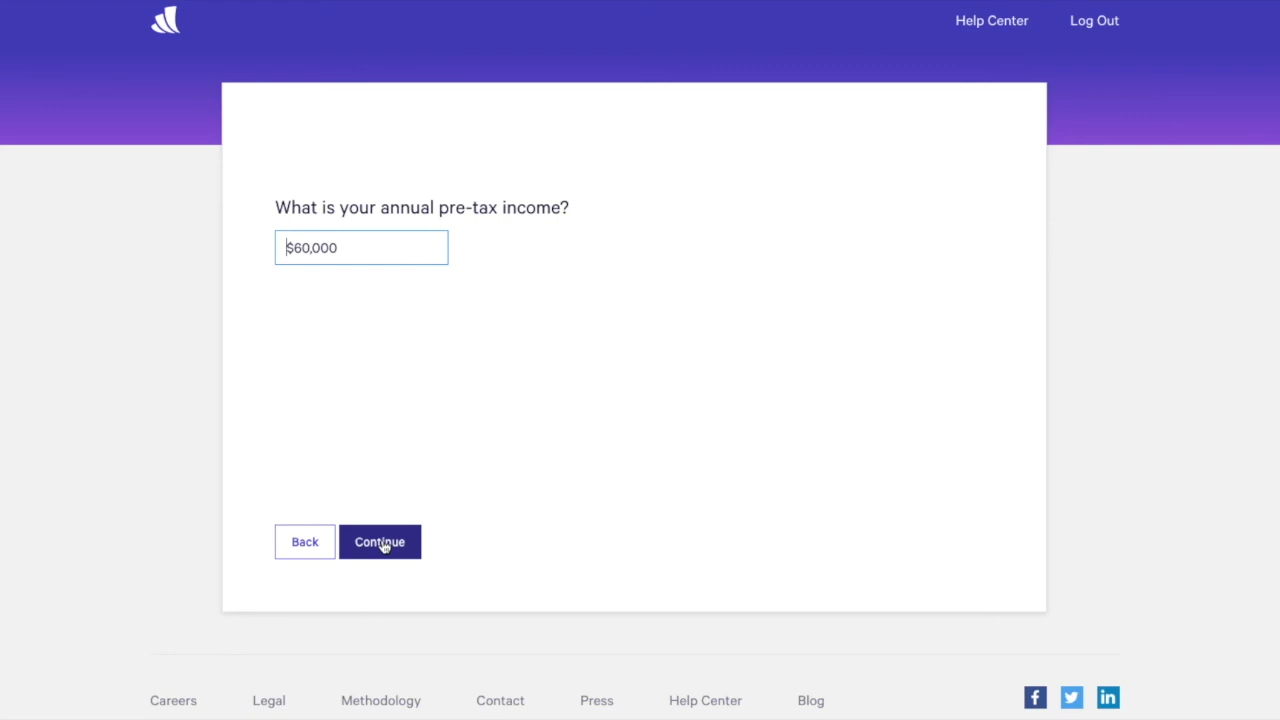 Help Center Log Out
What is your annual pre-tax income?
$60,000
Back Continue
Careers Legal Methodology Contact Press Help Center Blog